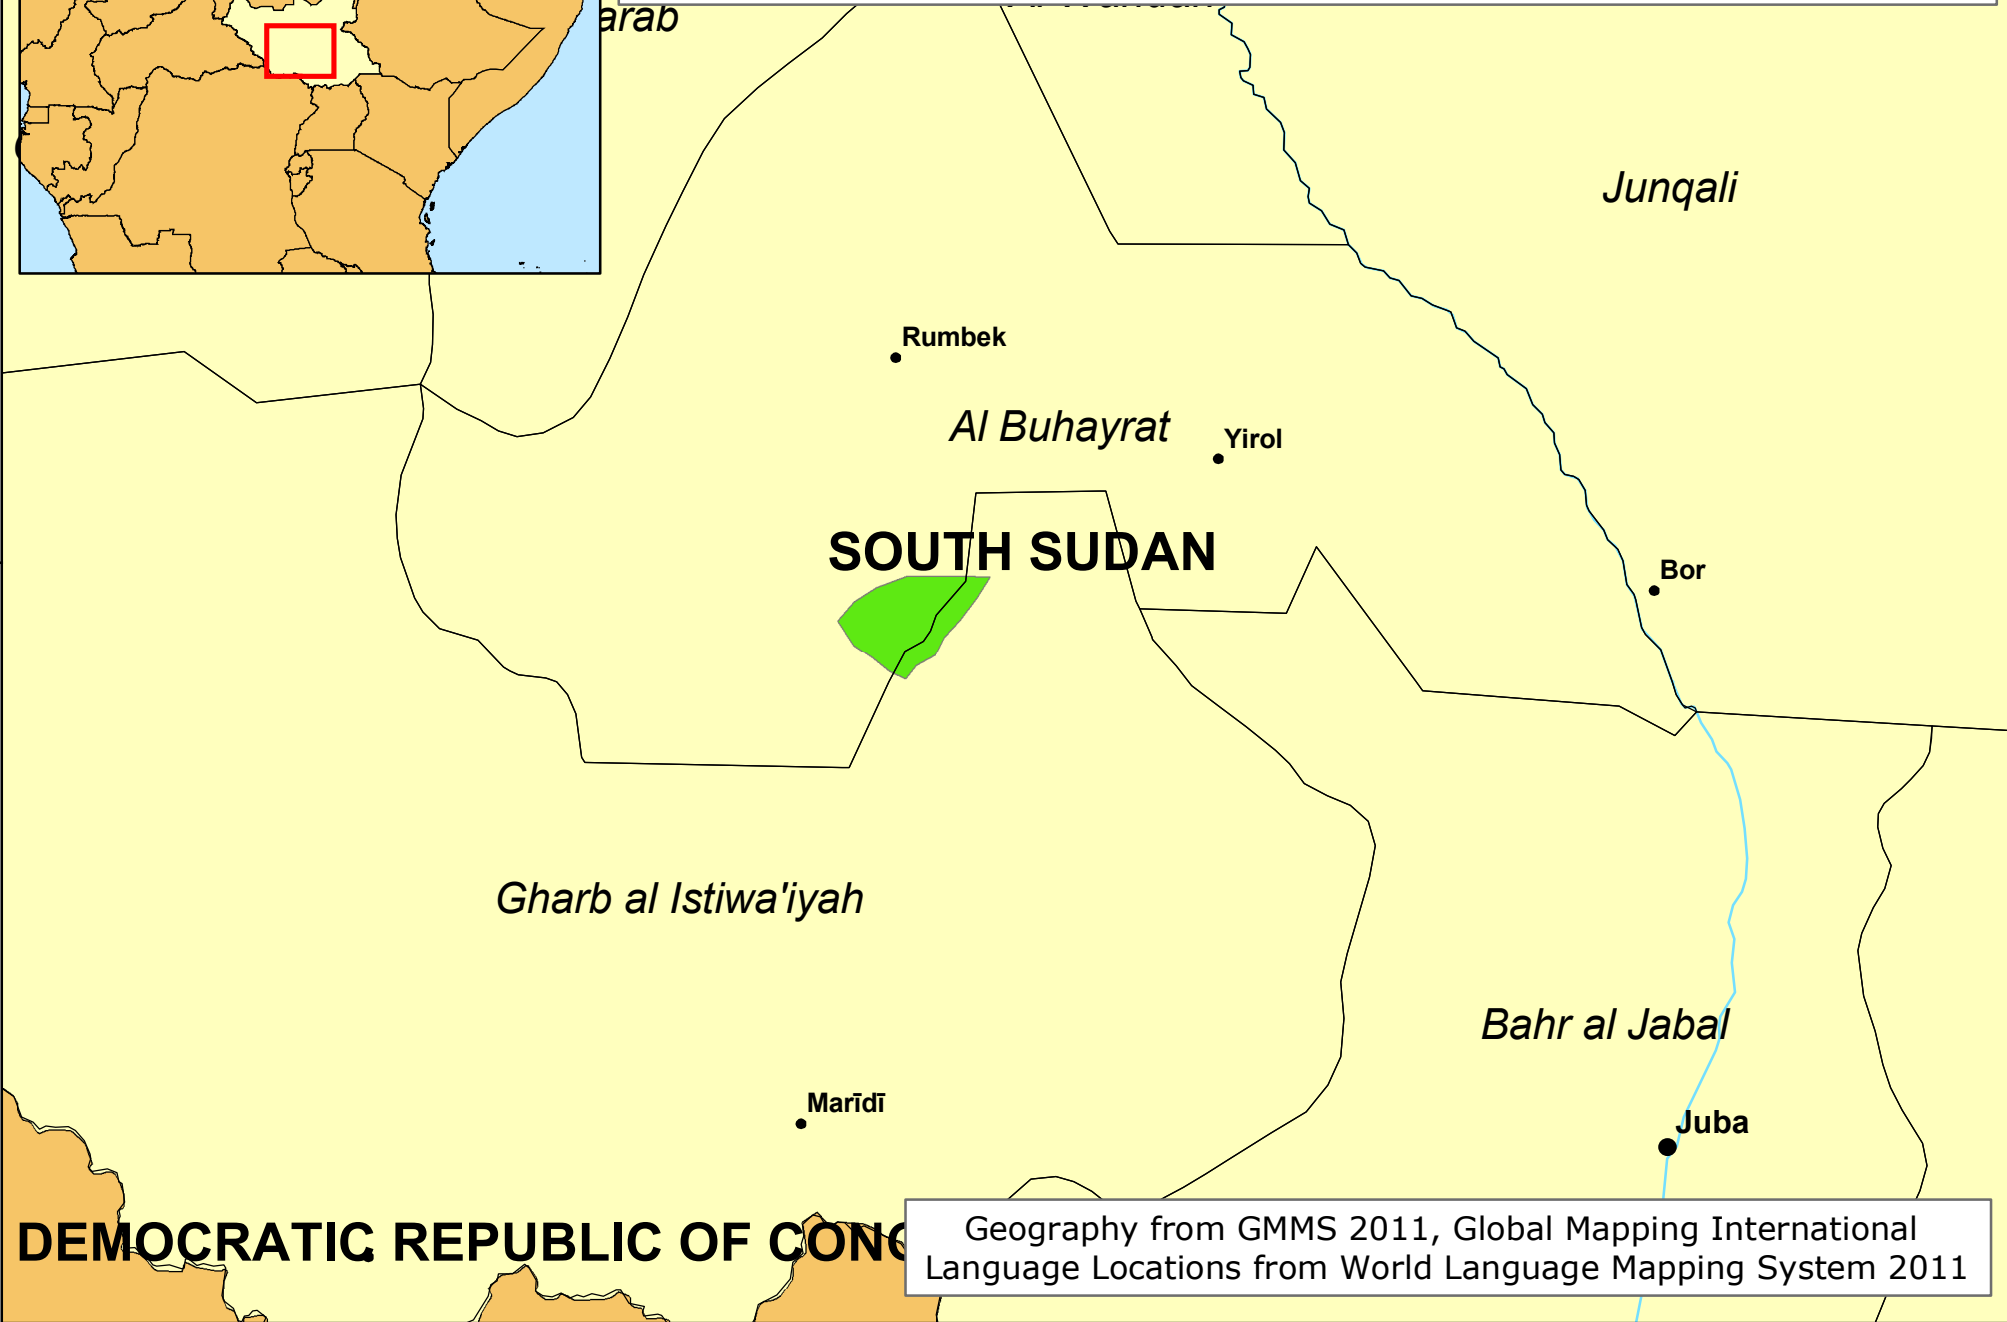 arab
Junqali
Rumbek
Al Buhayrat
Yirol
SOUTH SUDAN
Bor
Gharb al Istiwa'iyah
Bahr al Jabal
Marīdī
Juba
DEMOCRATIC REPUBLIC OF CONG
Geography from GMMS 2011, Global Mapping International
Language Locations from World Language Mapping System 2011